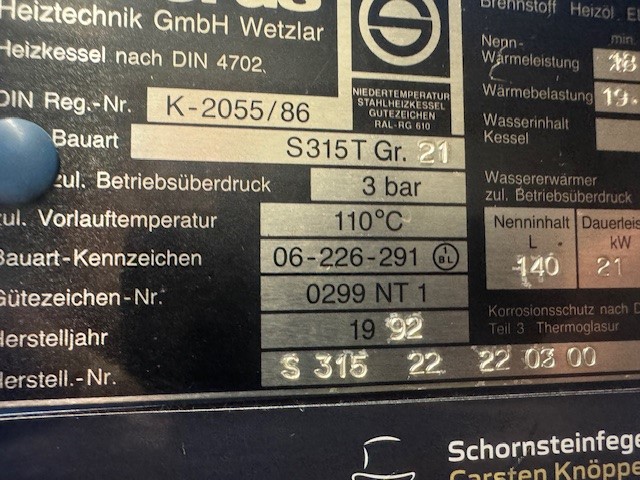 Heiztechnik GmbH Wetzlar
Heizkessel nach DIN 4702
DIN Reg.-Nr. K-2055/86
Bauart S315T Gr. 21
zul. Betriebsüberdruck 3 bar
zul. Vorlauftemperatur 110°C
Bauart-Kennzeichen 06-226-291
Gütezeichen-Nr. 0299 NT 1
Herstelljahr 19 92
Herstell.-Nr. S 315 22 22 03 00
NIEDERTEMPERATUR
STAHLHEIZKESSEL
GÜTEZEICHEN
RAL-RG 610
Brennstoff Heizöl
min.
Nenn-
Wärmeleistung 18
Wärmebelastung 19
Wasserinhalt
Kessel
Wassererwärmer
zul. Betriebsüberdruck
Nenninhalt Dauerleis
L kW
140 21
Korrosionsschutz nach D
Teil 3 Thermoglasur
Schornsteinfege
Carsten Knöppe